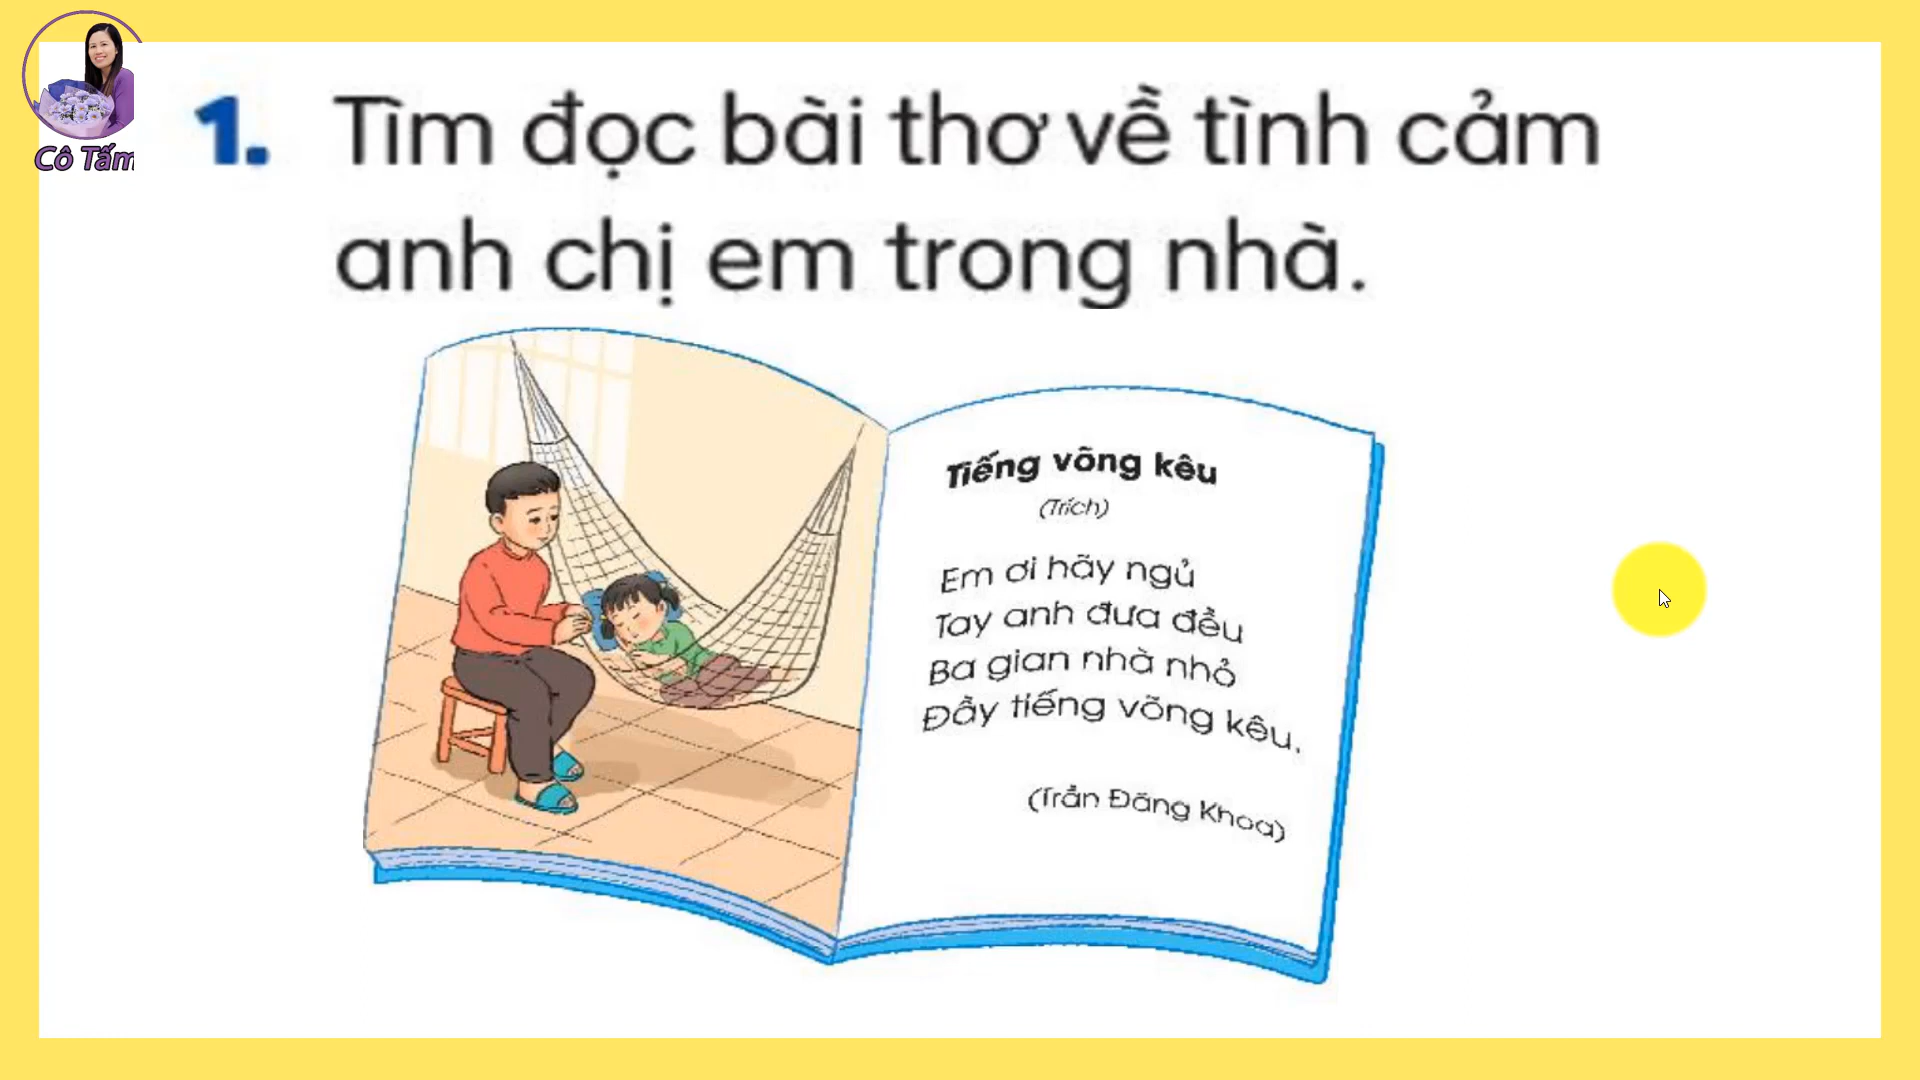 Cô Tấm
1. Tìm đọc bài thơ về tình cảm
anh chị em trong nhà.
Tiếng võng kêu
(Trích)
Em ơi hãy ngủ
Tay anh đưa đều
Ba gian nhà nhỏ
Đầy tiếng võng kêu.
(Trần Đăng Khoa)